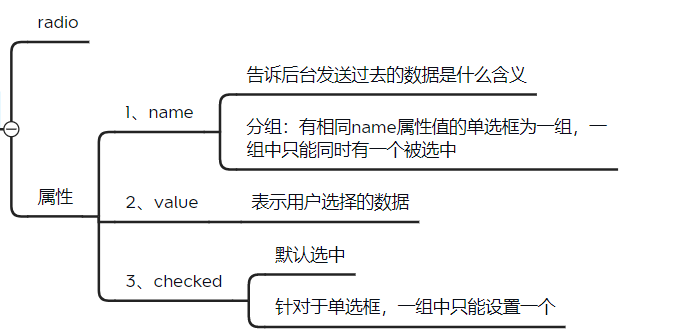 radio
属性
1、name
告诉后台发送过去的数据是什么含义
分组：有相同name属性值的单选框为一组，一
组中只能同时有一个被选中
2、value
表示用户选择的数据
3、checked
默认选中
针对于单选框，一组中只能设置一个